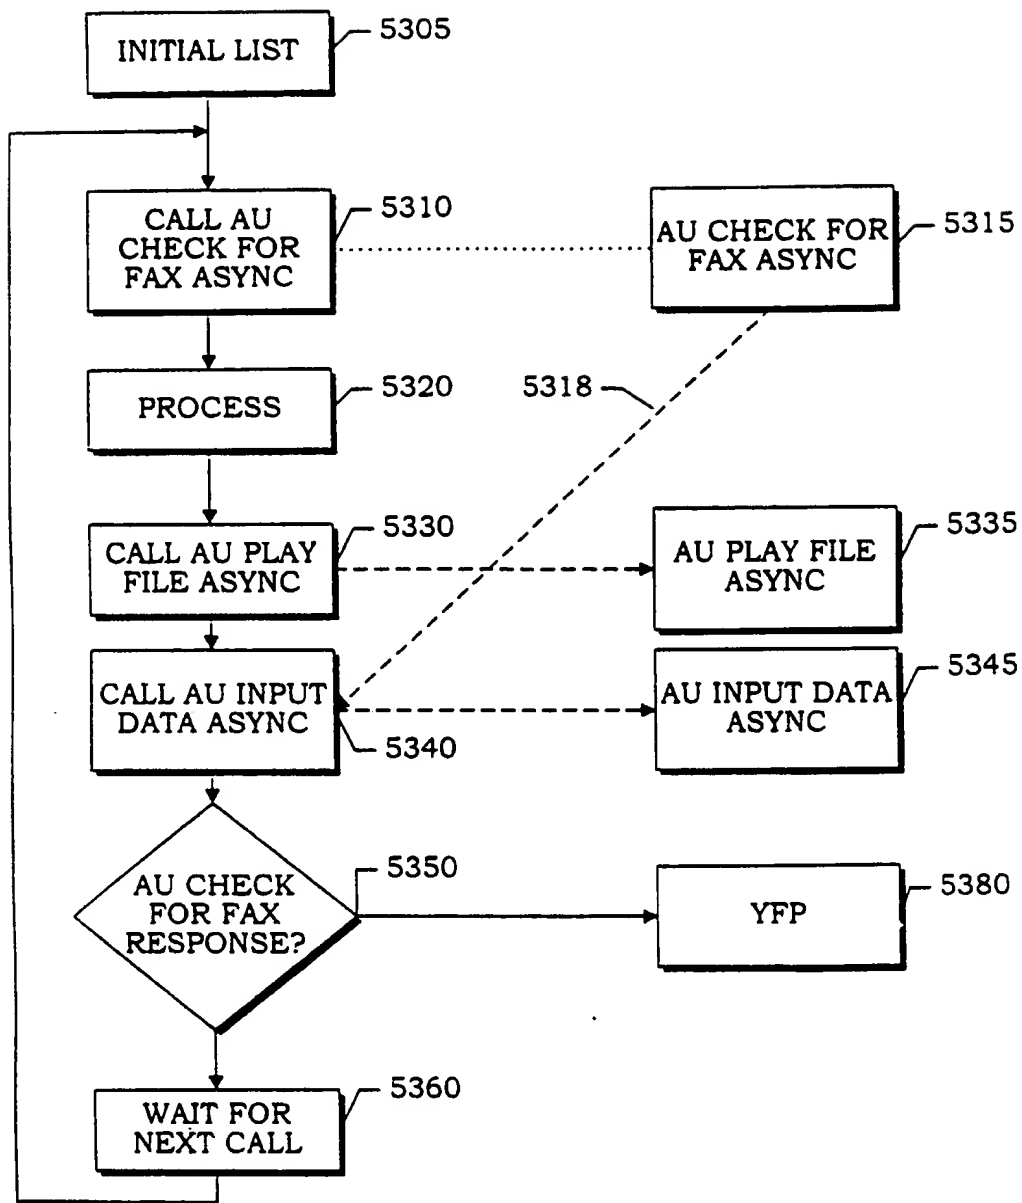 INITIAL LIST
5305
CALL AU
CHECK FOR
FAX ASYNC
5310
AU CHECK FOR
FAX ASYNC
5315
PROCESS
5320
5318
CALL AU PLAY
FILE ASYNC
5330
AU PLAY FILE
ASYNC
5335
CALL AU INPUT
DATA ASYNC
5340
AU INPUT DATA
ASYNC
5345
AU CHECK
FOR FAX
RESPONSE?
5350
YFP
5380
WAIT FOR
NEXT CALL
5360